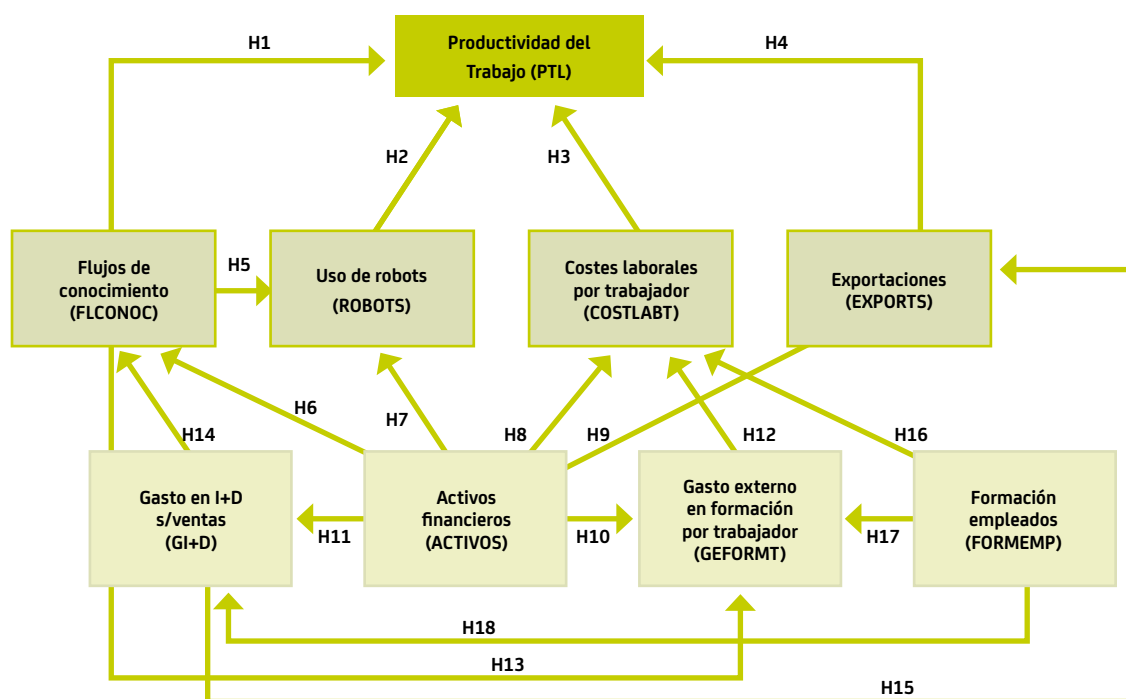 H1
Productividad del
Trabajo (PTL)
H4
H2
H3
Flujos de
conocimiento
(FLCONOC)
H5
Uso de robots
(ROBOTS)
Costes laborales
por trabajador
(COSTLABT)
Exportaciones
(EXPORTS)
H14
H6
H7
H8
H9
H12
H16
Gasto en I+D
s/ventas
(GI+D)
H11
Activos
financieros
(ACTIVOS)
H10
Gasto externo
en formación
por trabajador
(GEFORMT)
H17
Formación
empleados
(FORMEMP)
H18
H13
H15